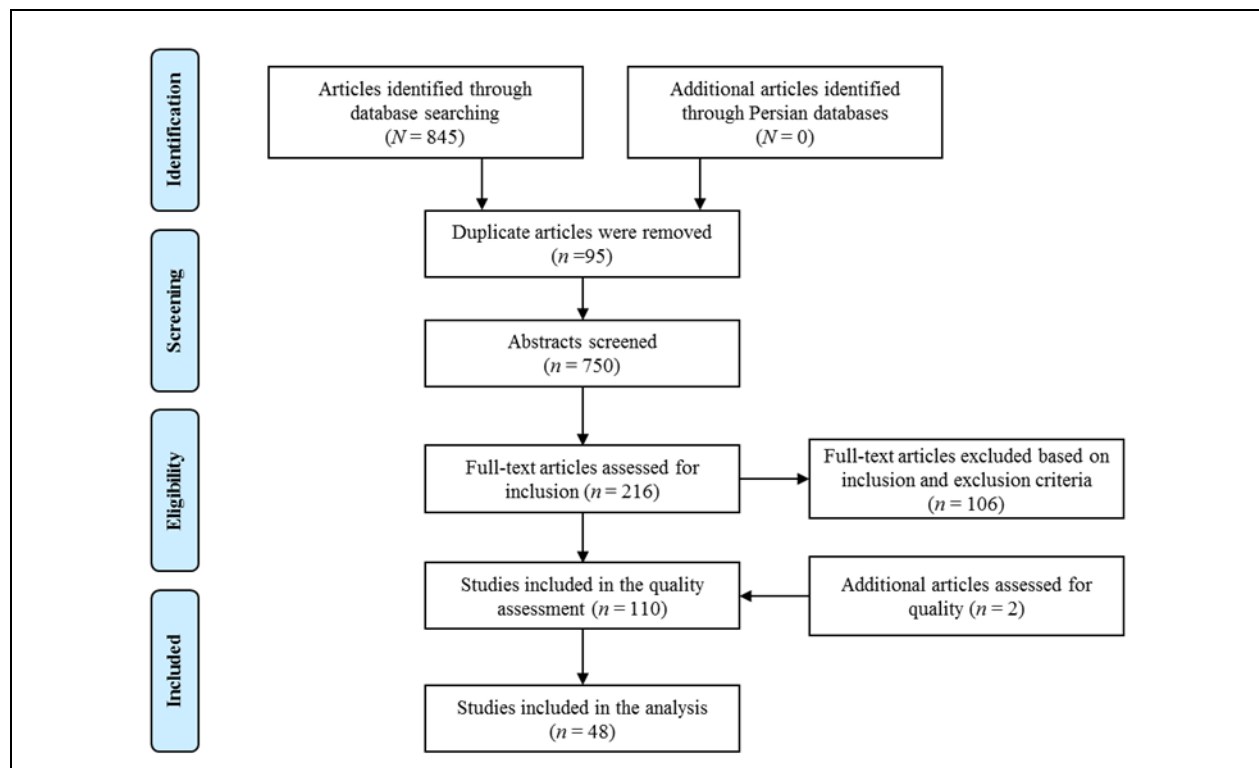 Identification
Articles identified through
database searching
(N = 845)
Additional articles identified
through Persian databases
(N = 0)
Screening
Duplicate articles were removed
(n =95)
Abstracts screened
(n = 750)
Eligibility
Full-text articles assessed for
inclusion (n = 216)
Full-text articles excluded based on
inclusion and exclusion criteria
(n = 106)
Included
Studies included in the quality
assessment (n = 110)
Additional articles assessed for
quality (n = 2)
Studies included in the analysis
(n = 48)